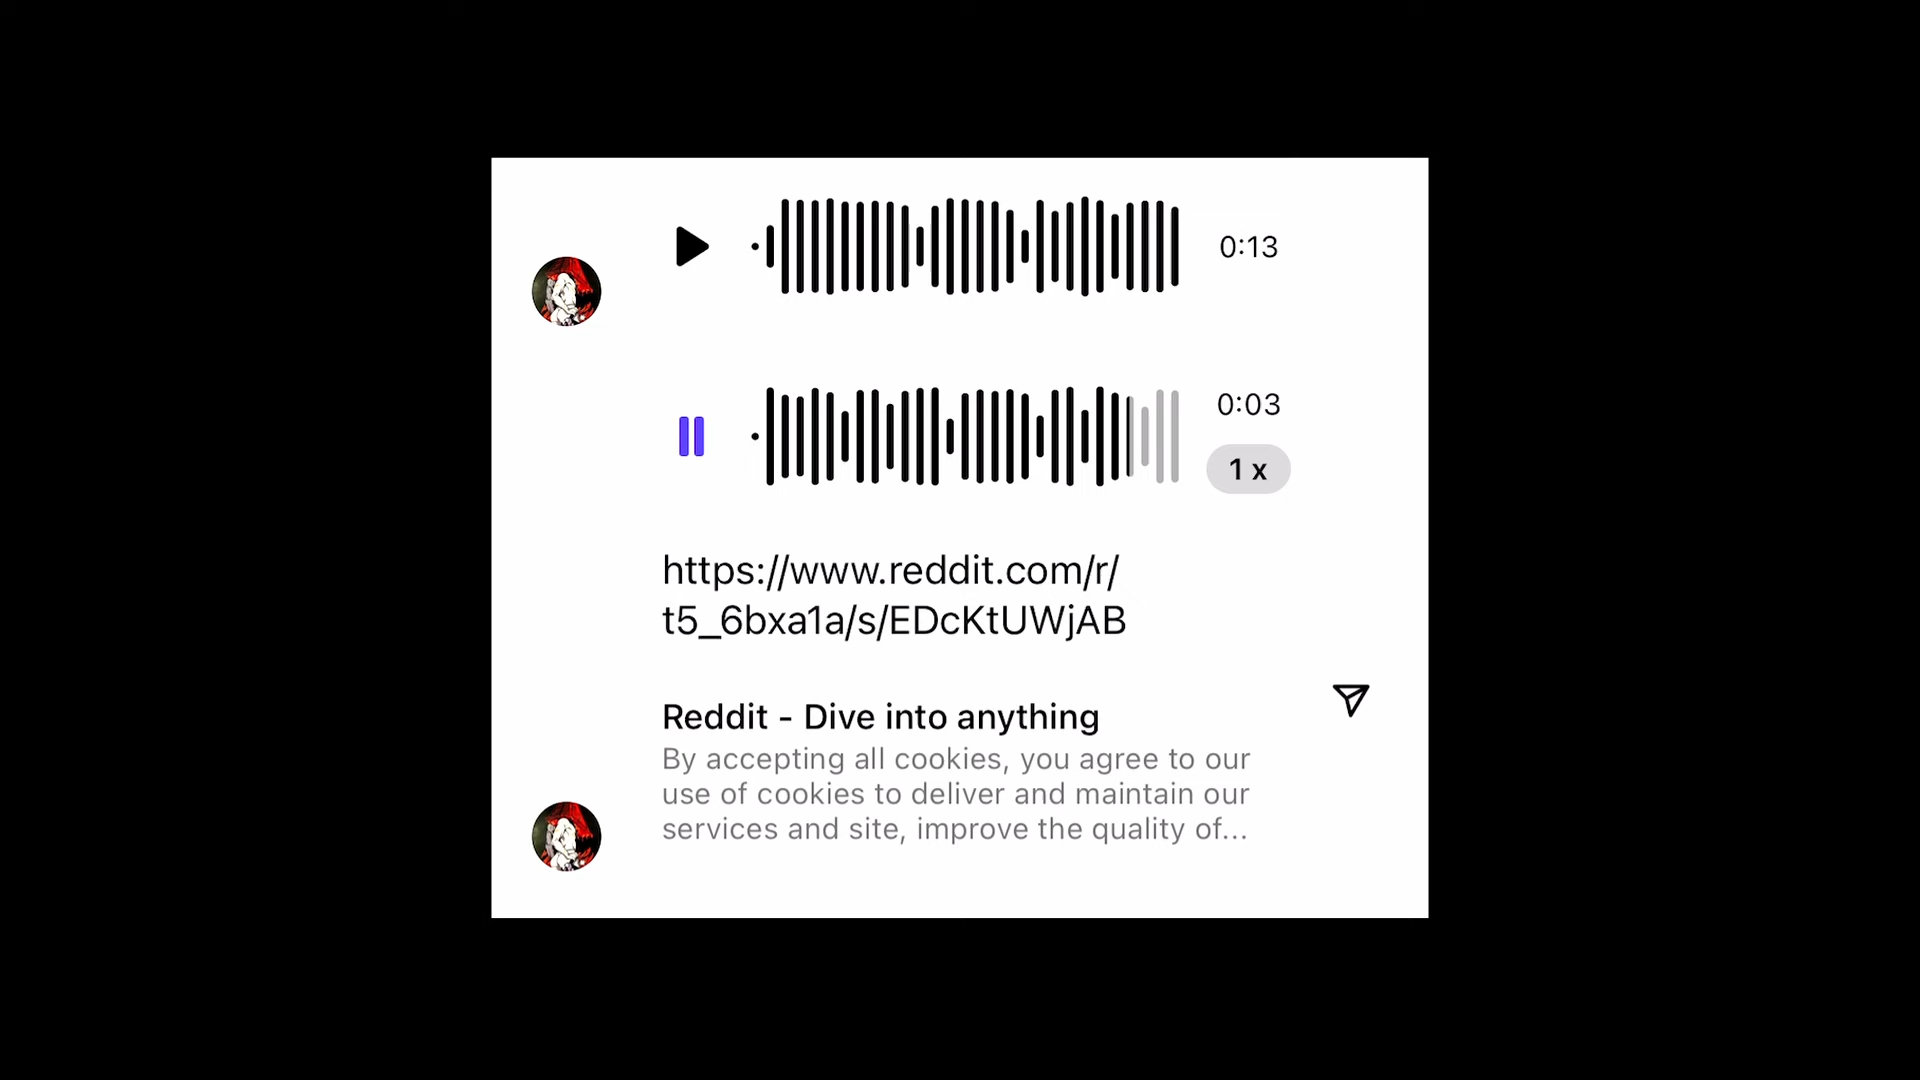 0:13
0:03
1 x
https://www.reddit.com/r/
t5_6bxa1a/s/EDcKtUWjAB
Reddit - Dive into anything
By accepting all cookies, you agree to our
use of cookies to deliver and maintain our
services and site, improve the quality of...